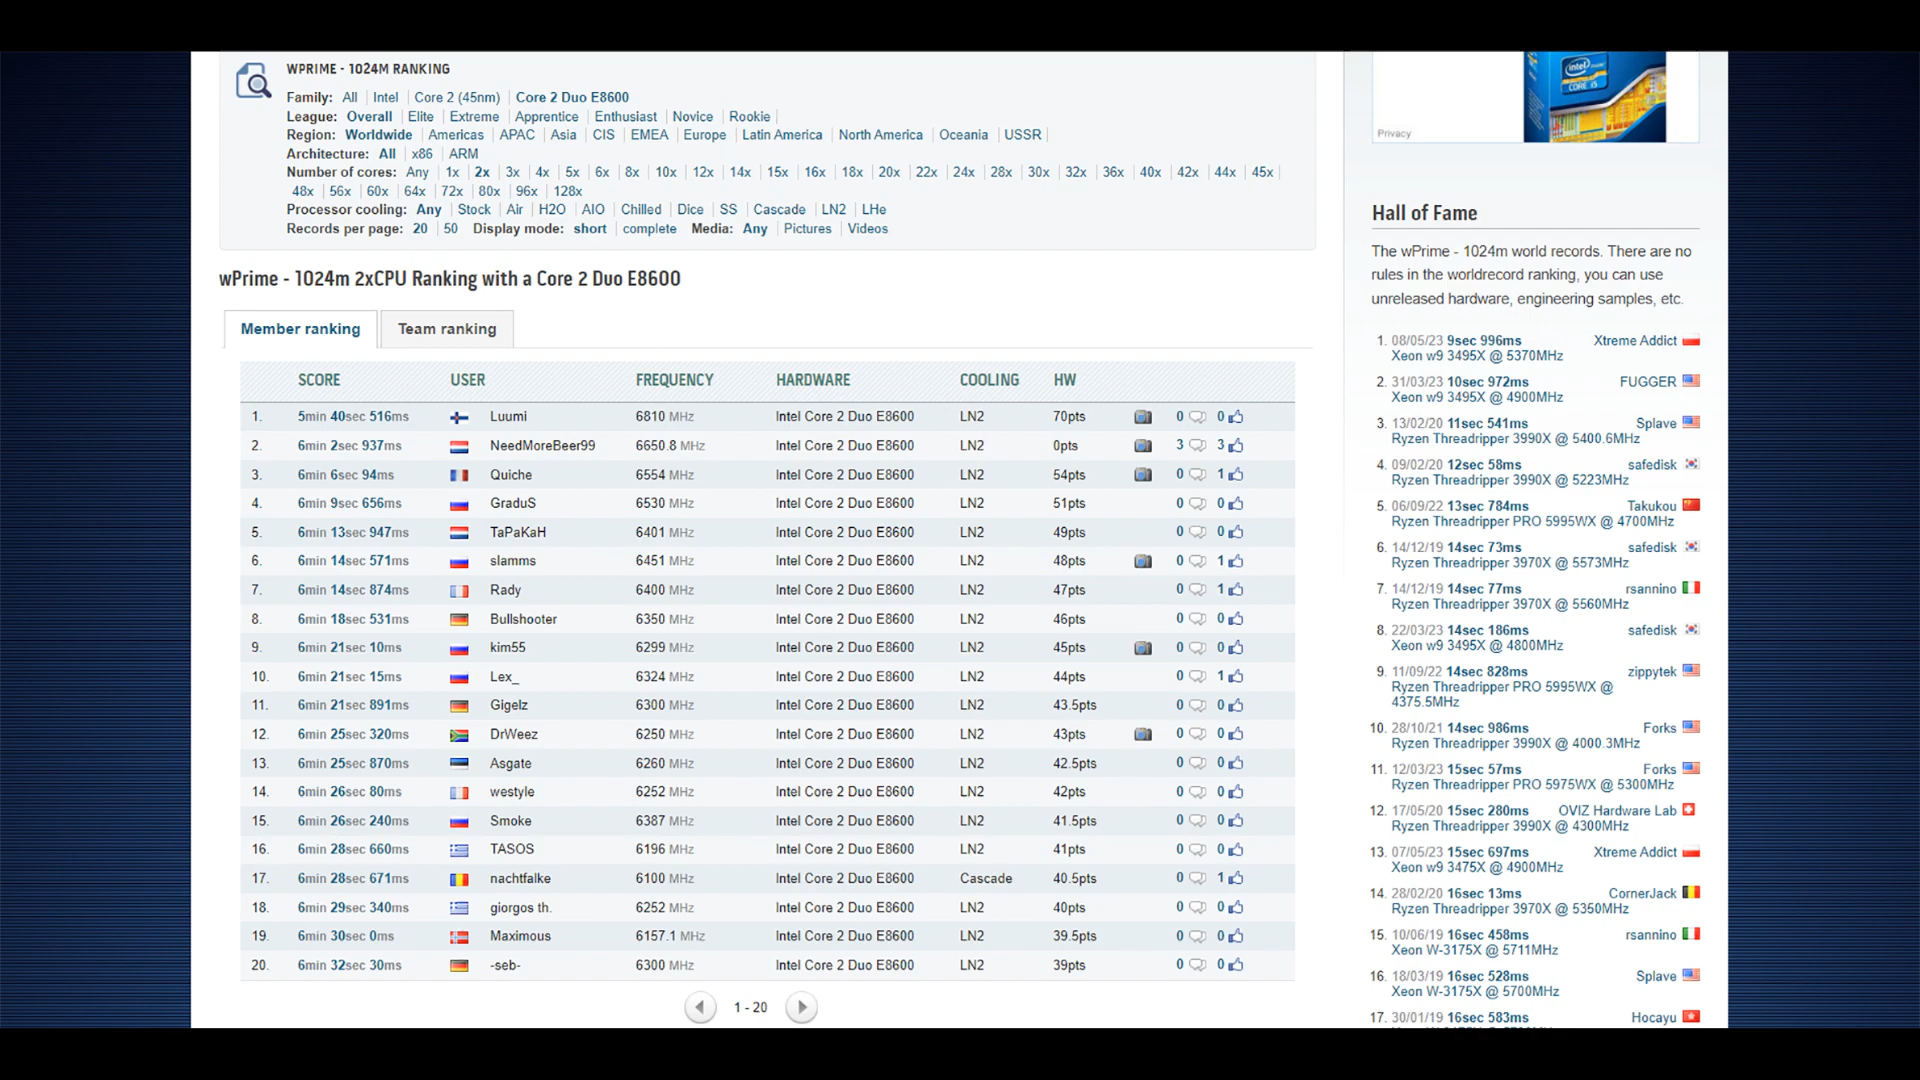 WPRIME - 1024M RANKING
Family: All Intel Core 2 (45nm) Core 2 Duo E8600
League: Overall Elite Extreme Apprentice Enthusiast Novice Rookie
Region: Worldwide Americas APAC Asia CIS EMEA Europe Latin America North America Oceania USSR
Architecture: All x86 ARM
Number of cores: Any 1x 2x 3x 4x 5x 6x 8x 10x 12x 14x 15x 16x 18x 20x 22x 24x 28x 30x 32x 36x 40x 42x 44x 45x
48x 56x 60x 64x 72x 80x 96x 128x
Processor cooling: Any Stock Air H2O AIO Chilled Dice SS Cascade LN2 LHe
Records per page: 20 50 Display mode: short complete Media: Any Pictures Videos
wPrime - 1024m 2xCPU Ranking with a Core 2 Duo E8600
Member ranking Team ranking
SCORE USER FREQUENCY HARDWARE COOLING HW
1. 5min 40sec 516ms Luumi 6810 MHz Intel Core 2 Duo E8600 LN2 70pts 0 0
2. 6min 2sec 937ms NeedMoreBeer99 6650.8 MHz Intel Core 2 Duo E8600 LN2 0pts 3 3
3. 6min 6sec 94ms Quiche 6554 MHz Intel Core 2 Duo E8600 LN2 54pts 0 1
4. 6min 9sec 656ms GraduS 6530 MHz Intel Core 2 Duo E8600 LN2 51pts 0 0
5. 6min 13sec 947ms TaPaKaH 6401 MHz Intel Core 2 Duo E8600 LN2 49pts 0 0
6. 6min 14sec 571ms slamms 6451 MHz Intel Core 2 Duo E8600 LN2 48pts 0 1
7. 6min 14sec 874ms Rady 6400 MHz Intel Core 2 Duo E8600 LN2 47pts 0 1
8. 6min 18sec 531ms Bullshooter 6350 MHz Intel Core 2 Duo E8600 LN2 46pts 0 0
9. 6min 21sec 10ms kim55 6299 MHz Intel Core 2 Duo E8600 LN2 45pts 0 0
10. 6min 21sec 15ms Lex_ 6324 MHz Intel Core 2 Duo E8600 LN2 44pts 0 1
11. 6min 21sec 891ms Gigelz 6300 MHz Intel Core 2 Duo E8600 LN2 43.5pts 0 0
12. 6min 25sec 320ms DrWeez 6250 MHz Intel Core 2 Duo E8600 LN2 43pts 0 0
13. 6min 25sec 870ms Asgate 6260 MHz Intel Core 2 Duo E8600 LN2 42.5pts 0 0
14. 6min 26sec 80ms westyle 6252 MHz Intel Core 2 Duo E8600 LN2 42pts 0 0
15. 6min 26sec 240ms Smoke 6387 MHz Intel Core 2 Duo E8600 LN2 41.5pts 0 0
16. 6min 28sec 660ms TASOS 6196 MHz Intel Core 2 Duo E8600 LN2 41pts 0 0
17. 6min 28sec 671ms nachtfalke 6100 MHz Intel Core 2 Duo E8600 Cascade 40.5pts 0 1
18. 6min 29sec 340ms giorgos th. 6252 MHz Intel Core 2 Duo E8600 LN2 40pts 0 0
19. 6min 30sec 0ms Maximous 6157.1 MHz Intel Core 2 Duo E8600 LN2 39.5pts 0 0
20. 6min 32sec 30ms -seb- 6300 MHz Intel Core 2 Duo E8600 LN2 39pts 0 0
1 - 20
intel
CORE i5
Privacy
Hall of Fame
The wPrime - 1024m world records. There are no
rules in the worldrecord ranking, you can use
unreleased hardware, engineering samples, etc.
1. 08/05/23 9sec 996ms Xtreme Addict
Xeon w9 3495X @ 5370MHz
2. 31/03/23 10sec 972ms FUGGER
Xeon w9 3495X @ 4900MHz
3. 13/02/20 11sec 541ms Splave
Ryzen Threadripper 3990X @ 5400.6MHz
4. 09/02/20 12sec 58ms safedisk
Ryzen Threadripper 3990X @ 5223MHz
5. 06/09/22 13sec 784ms Takukou
Ryzen Threadripper PRO 5995WX @ 4700MHz
6. 14/12/19 14sec 73ms safedisk
Ryzen Threadripper 3970X @ 5573MHz
7. 14/12/19 14sec 77ms rsannino
Ryzen Threadripper 3970X @ 5560MHz
8. 22/03/23 14sec 186ms safedisk
Xeon w9 3495X @ 4800MHz
9. 11/09/22 14sec 828ms zippytek
Ryzen Threadripper PRO 5995WX @
4375.5MHz
10. 28/10/21 14sec 986ms Forks
Ryzen Threadripper 3990X @ 4000.3MHz
11. 12/03/23 15sec 57ms Forks
Ryzen Threadripper PRO 5975WX @ 5300MHz
12. 17/05/20 15sec 280ms OVIZ Hardware Lab
Ryzen Threadripper 3990X @ 4300MHz
13. 07/05/23 15sec 697ms Xtreme Addict
Xeon w9 3475X @ 4900MHz
14. 28/02/20 16sec 13ms CornerJack
Ryzen Threadripper 3970X @ 5350MHz
15. 10/06/19 16sec 458ms rsannino
Xeon W-3175X @ 5711MHz
16. 18/03/19 16sec 528ms Splave
Xeon W-3175X @ 5700MHz
17. 30/01/19 16sec 583ms Hocayu